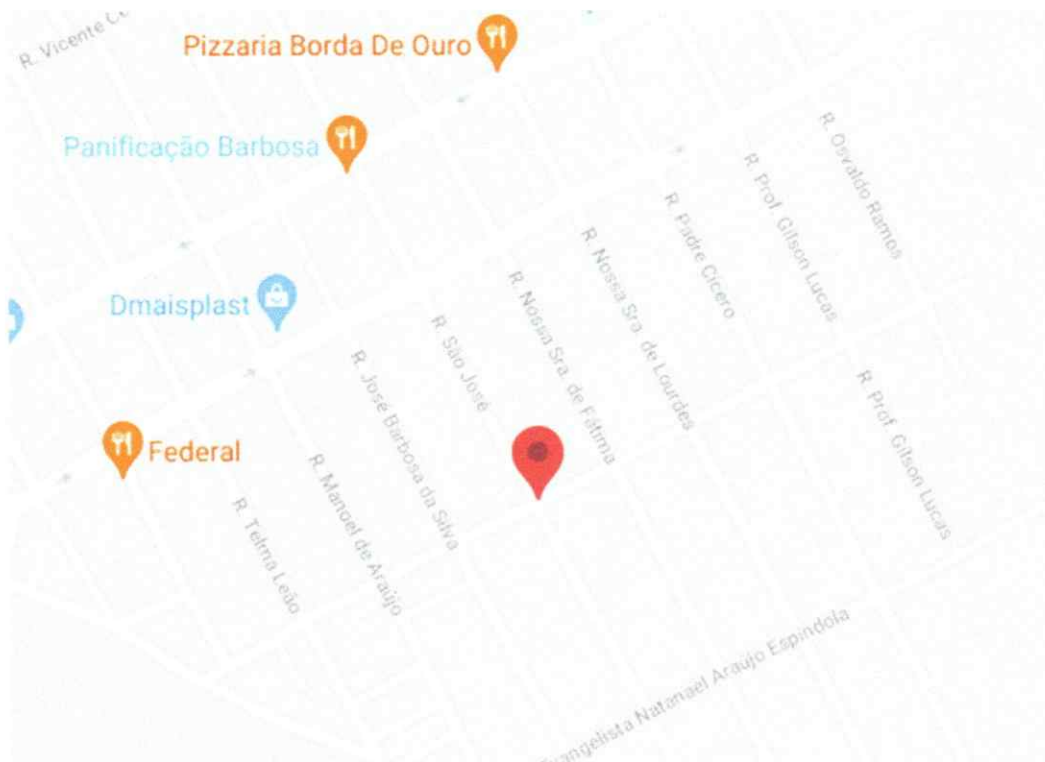 R. Vicente
Pizzaria Borda De Ouro
Panificação Barbosa
R. Osvaldo Ramos
R. Prof. Gilson Lucas
R. Padre Cícero
R. Nossa Sra. de Lourdes
R. Nossa Sra. de Fátima
Dmaisplast
R. São José
R. José Barbosa da Silva
R. Prof. Gilson Lucas
Federal
R. Manoel de Araújo
R. Telma Leão
Natanael Araújo Espíndola